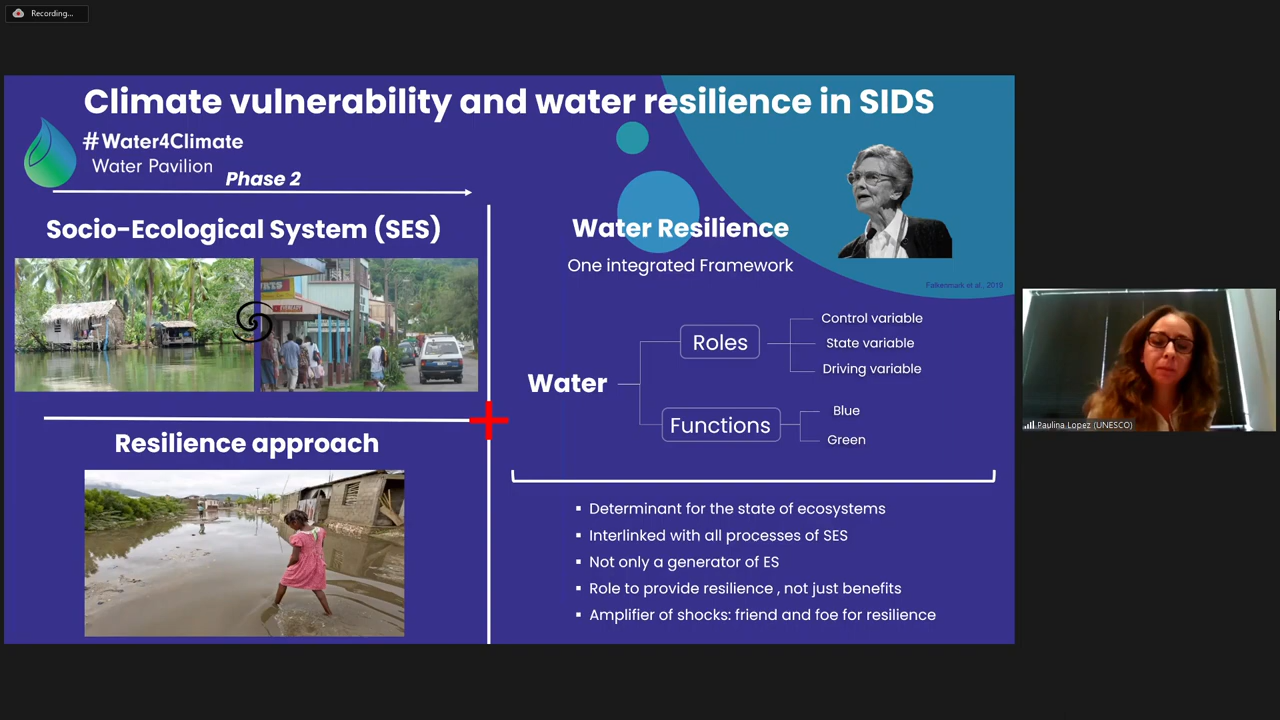 Recording...
Climate vulnerability and water resilience in SIDS
#Water4Climate
Water Pavilion
Phase 2
Socio-Ecological System (SES)
Resilience approach
Water Resilience
One integrated Framework
Falkenmark et al., 2019
Water
Roles
Control variable
State variable
Driving variable
Functions
Blue
Green
▪ Determinant for the state of ecosystems
▪ Interlinked with all processes of SES
▪ Not only a generator of ES
▪ Role to provide resilience , not just benefits
▪ Amplifier of shocks: friend and foe for resilience
Paulina Lopez (UNESCO)